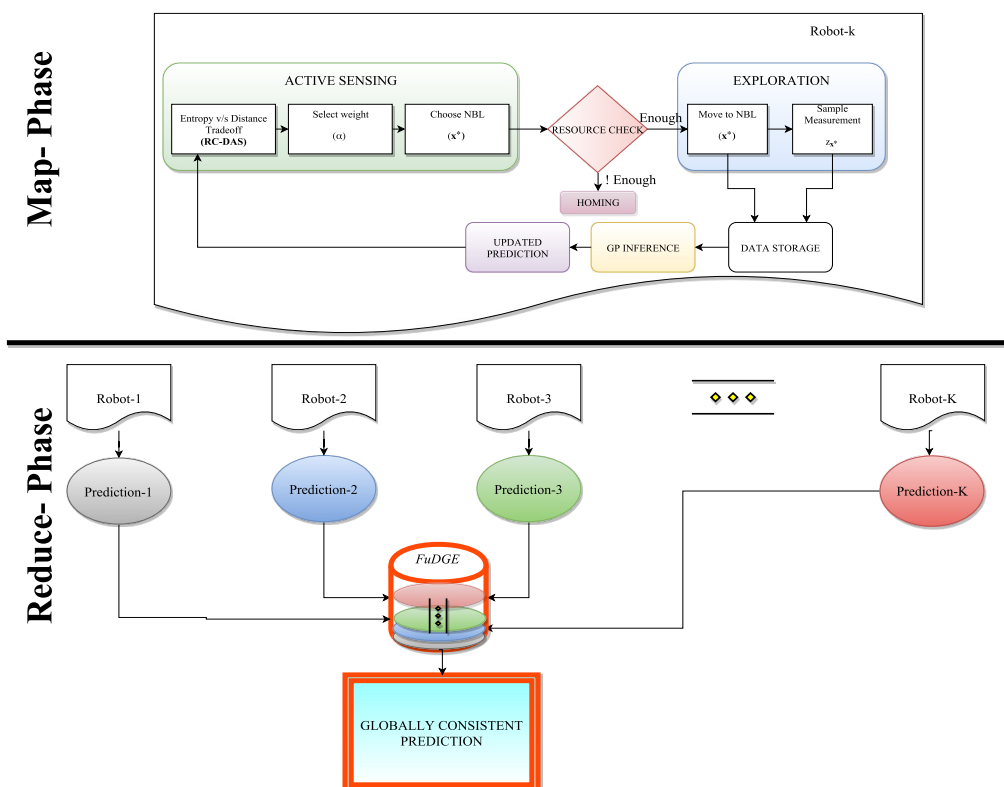 Map- Phase
Robot-k
ACTIVE SENSING
Entropy v/s Distance
Tradeoff
(RC-DAS)
Select weight
(α)
Choose NBL
(x*)
RESOURCE CHECK
Enough
! Enough
HOMING
EXPLORATION
Move to NBL
(x*)
Sample
Measurement
zx*
UPDATED
PREDICTION
GP INFERENCE
DATA STORAGE
Reduce- Phase
Robot-1
Robot-2
Robot-3
Robot-K
Prediction-1
Prediction-2
Prediction-3
Prediction-K
FuDGE
GLOBALLY CONSISTENT
PREDICTION